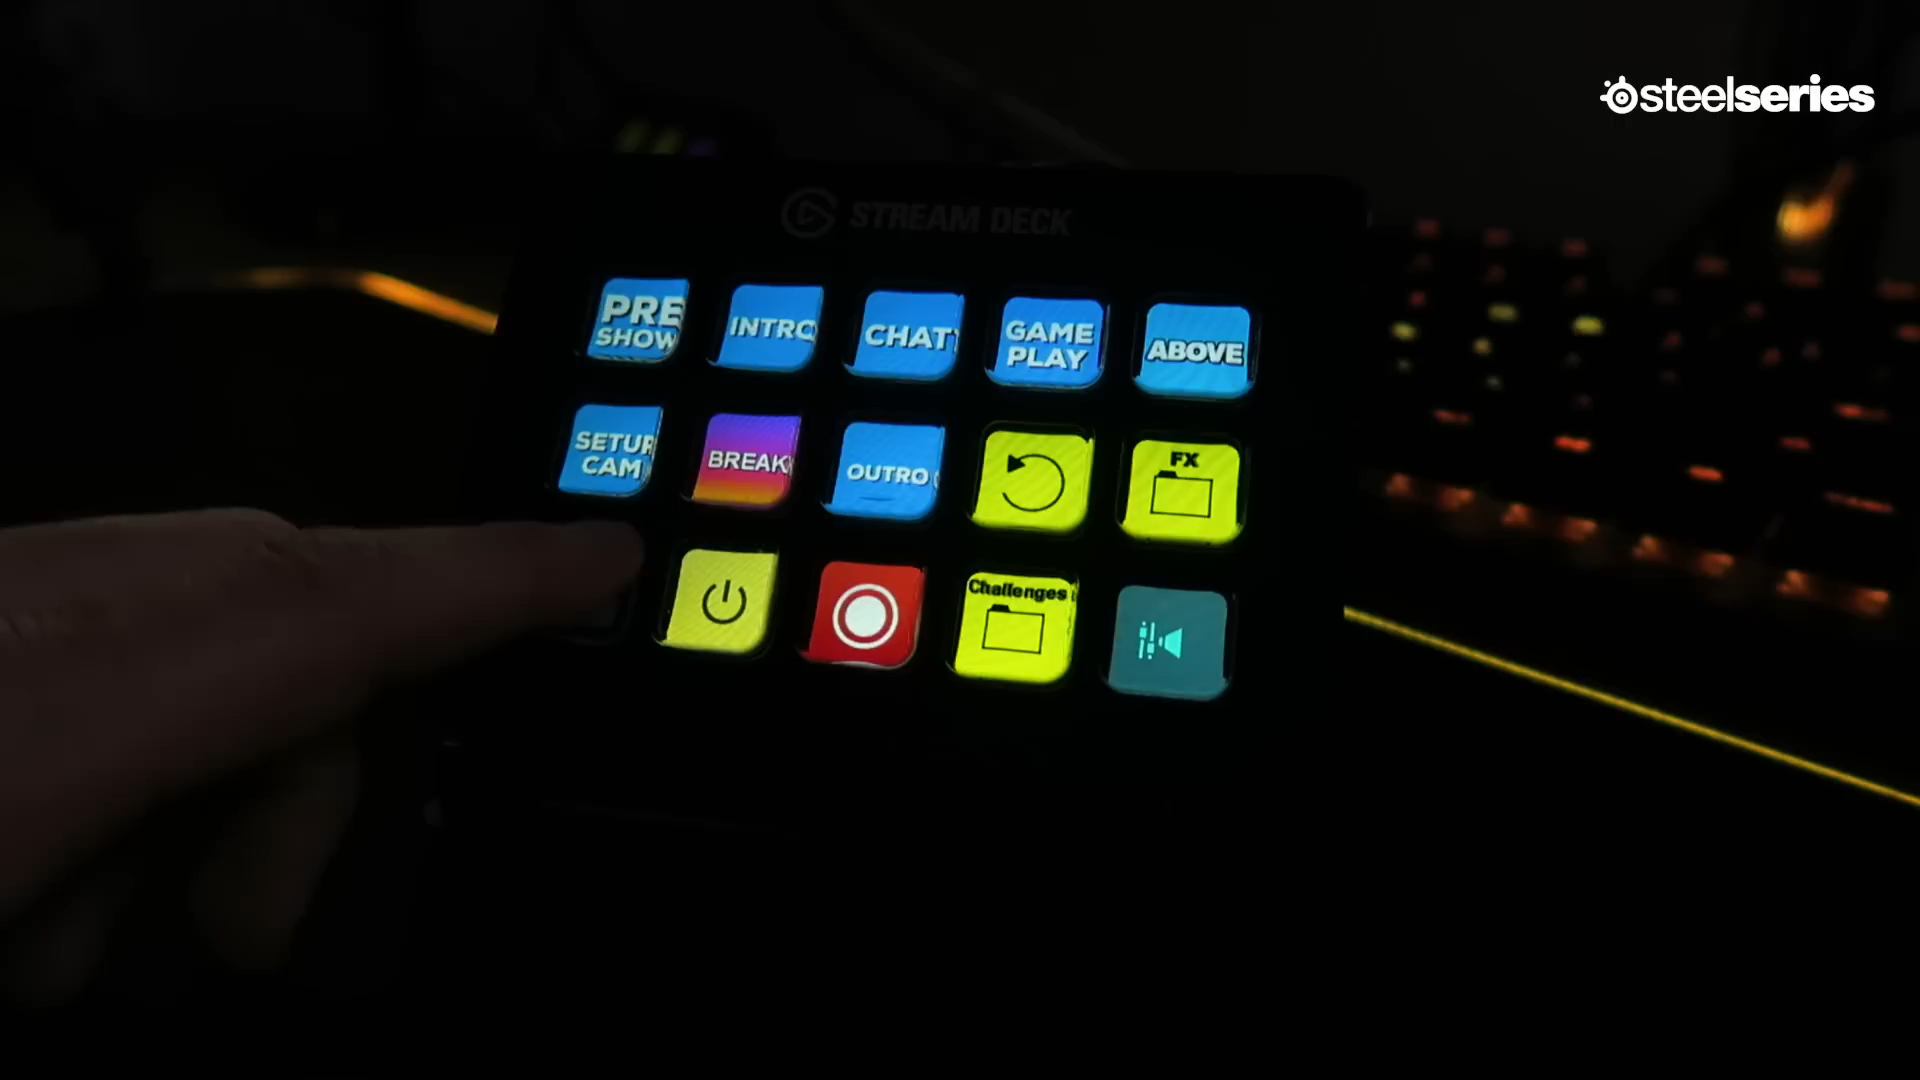 steelseries
STREAM DECK
PRE
SHOW
INTRO
CHAT
GAME
PLAY
ABOVE
SETUP
CAM
BREAK
OUTRO
FX
Challenges